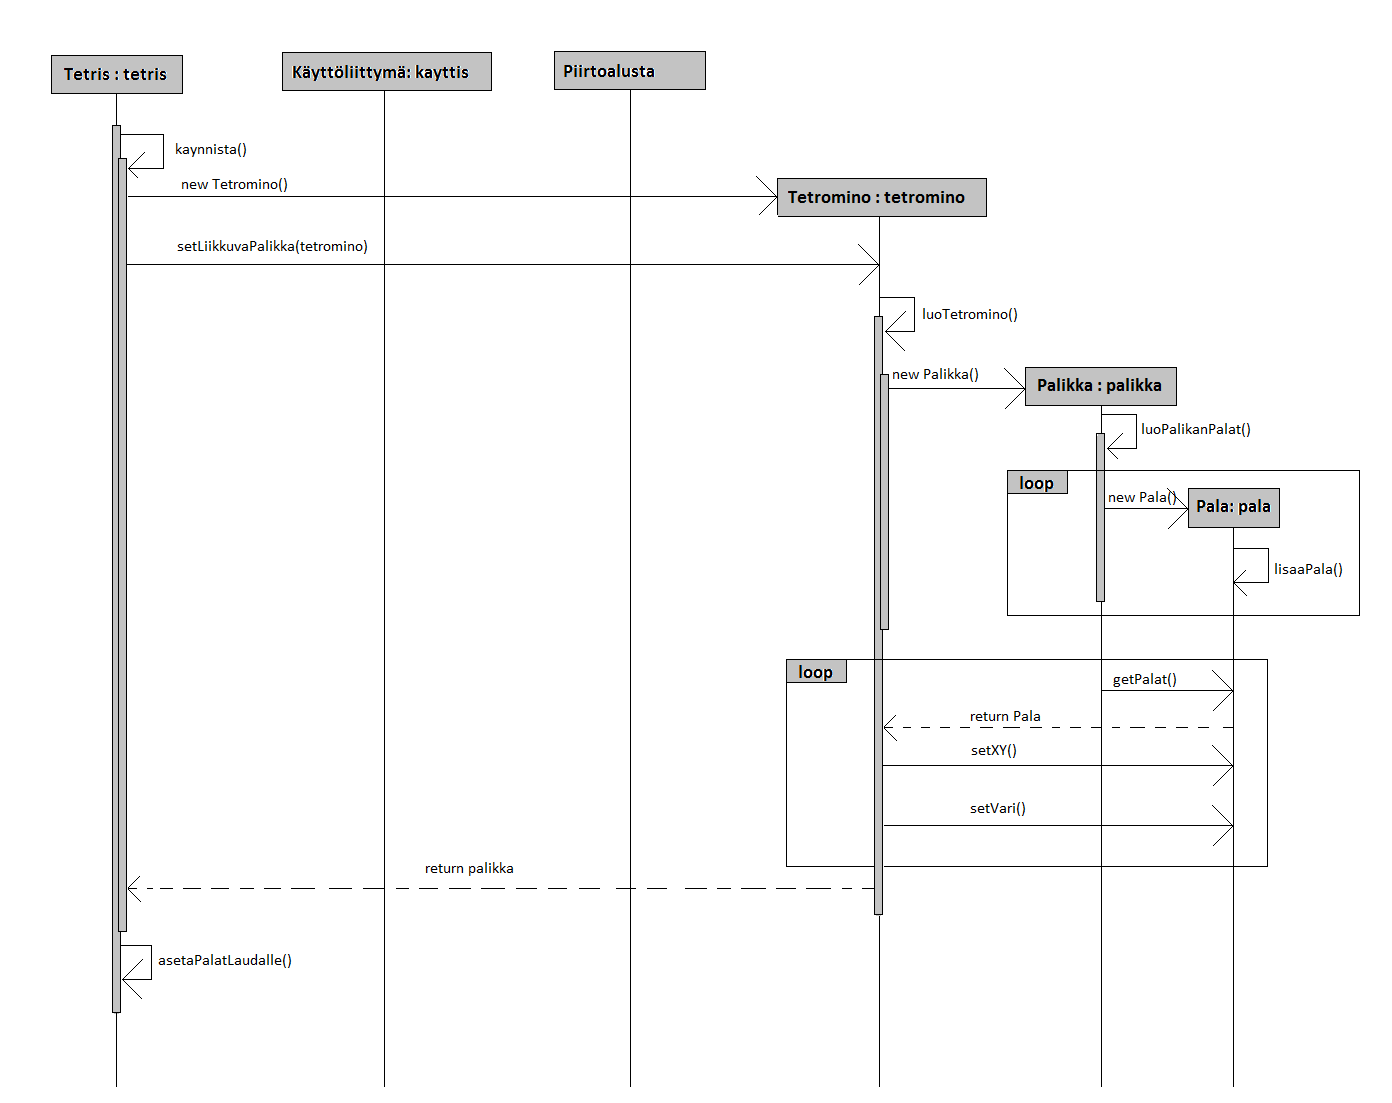 Tetris : tetris
Käyttöliittymä: kayttis
Piirtoalusta
kaynnista()
new Tetromino()
Tetromino : tetromino
setLiikkuvaPalikka(tetromino)
luoTetromino()
new Palikka()
Palikka : palikka
luoPalikanPalat()
loop
new Pala()
Pala: pala
lisaaPala()
loop
getPalat()
return Pala
setXY()
setVari()
return palikka
asetaPalatLaudalle()